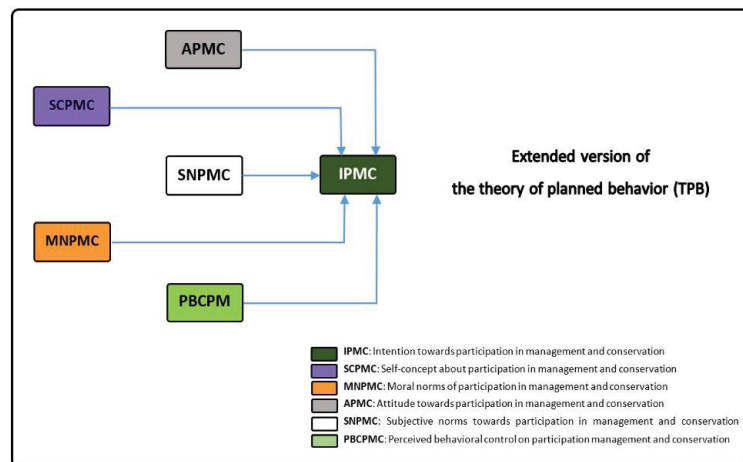 APMC
SCPMC
SNPMC
IPMC
MNPMC
PBCPM
Extended version of
the theory of planned behavior (TPB)
IPMC: Intention towards participation in management and conservation
SCPMC: Self-concept about participation in management and conservation
MNPMC: Moral norms of participation in management and conservation
APMC: Attitude towards participation in management and conservation
SNPMC: Subjective norms towards participation in management and conservation
PBCPMC: Perceived behavioral control on participation management and conservation